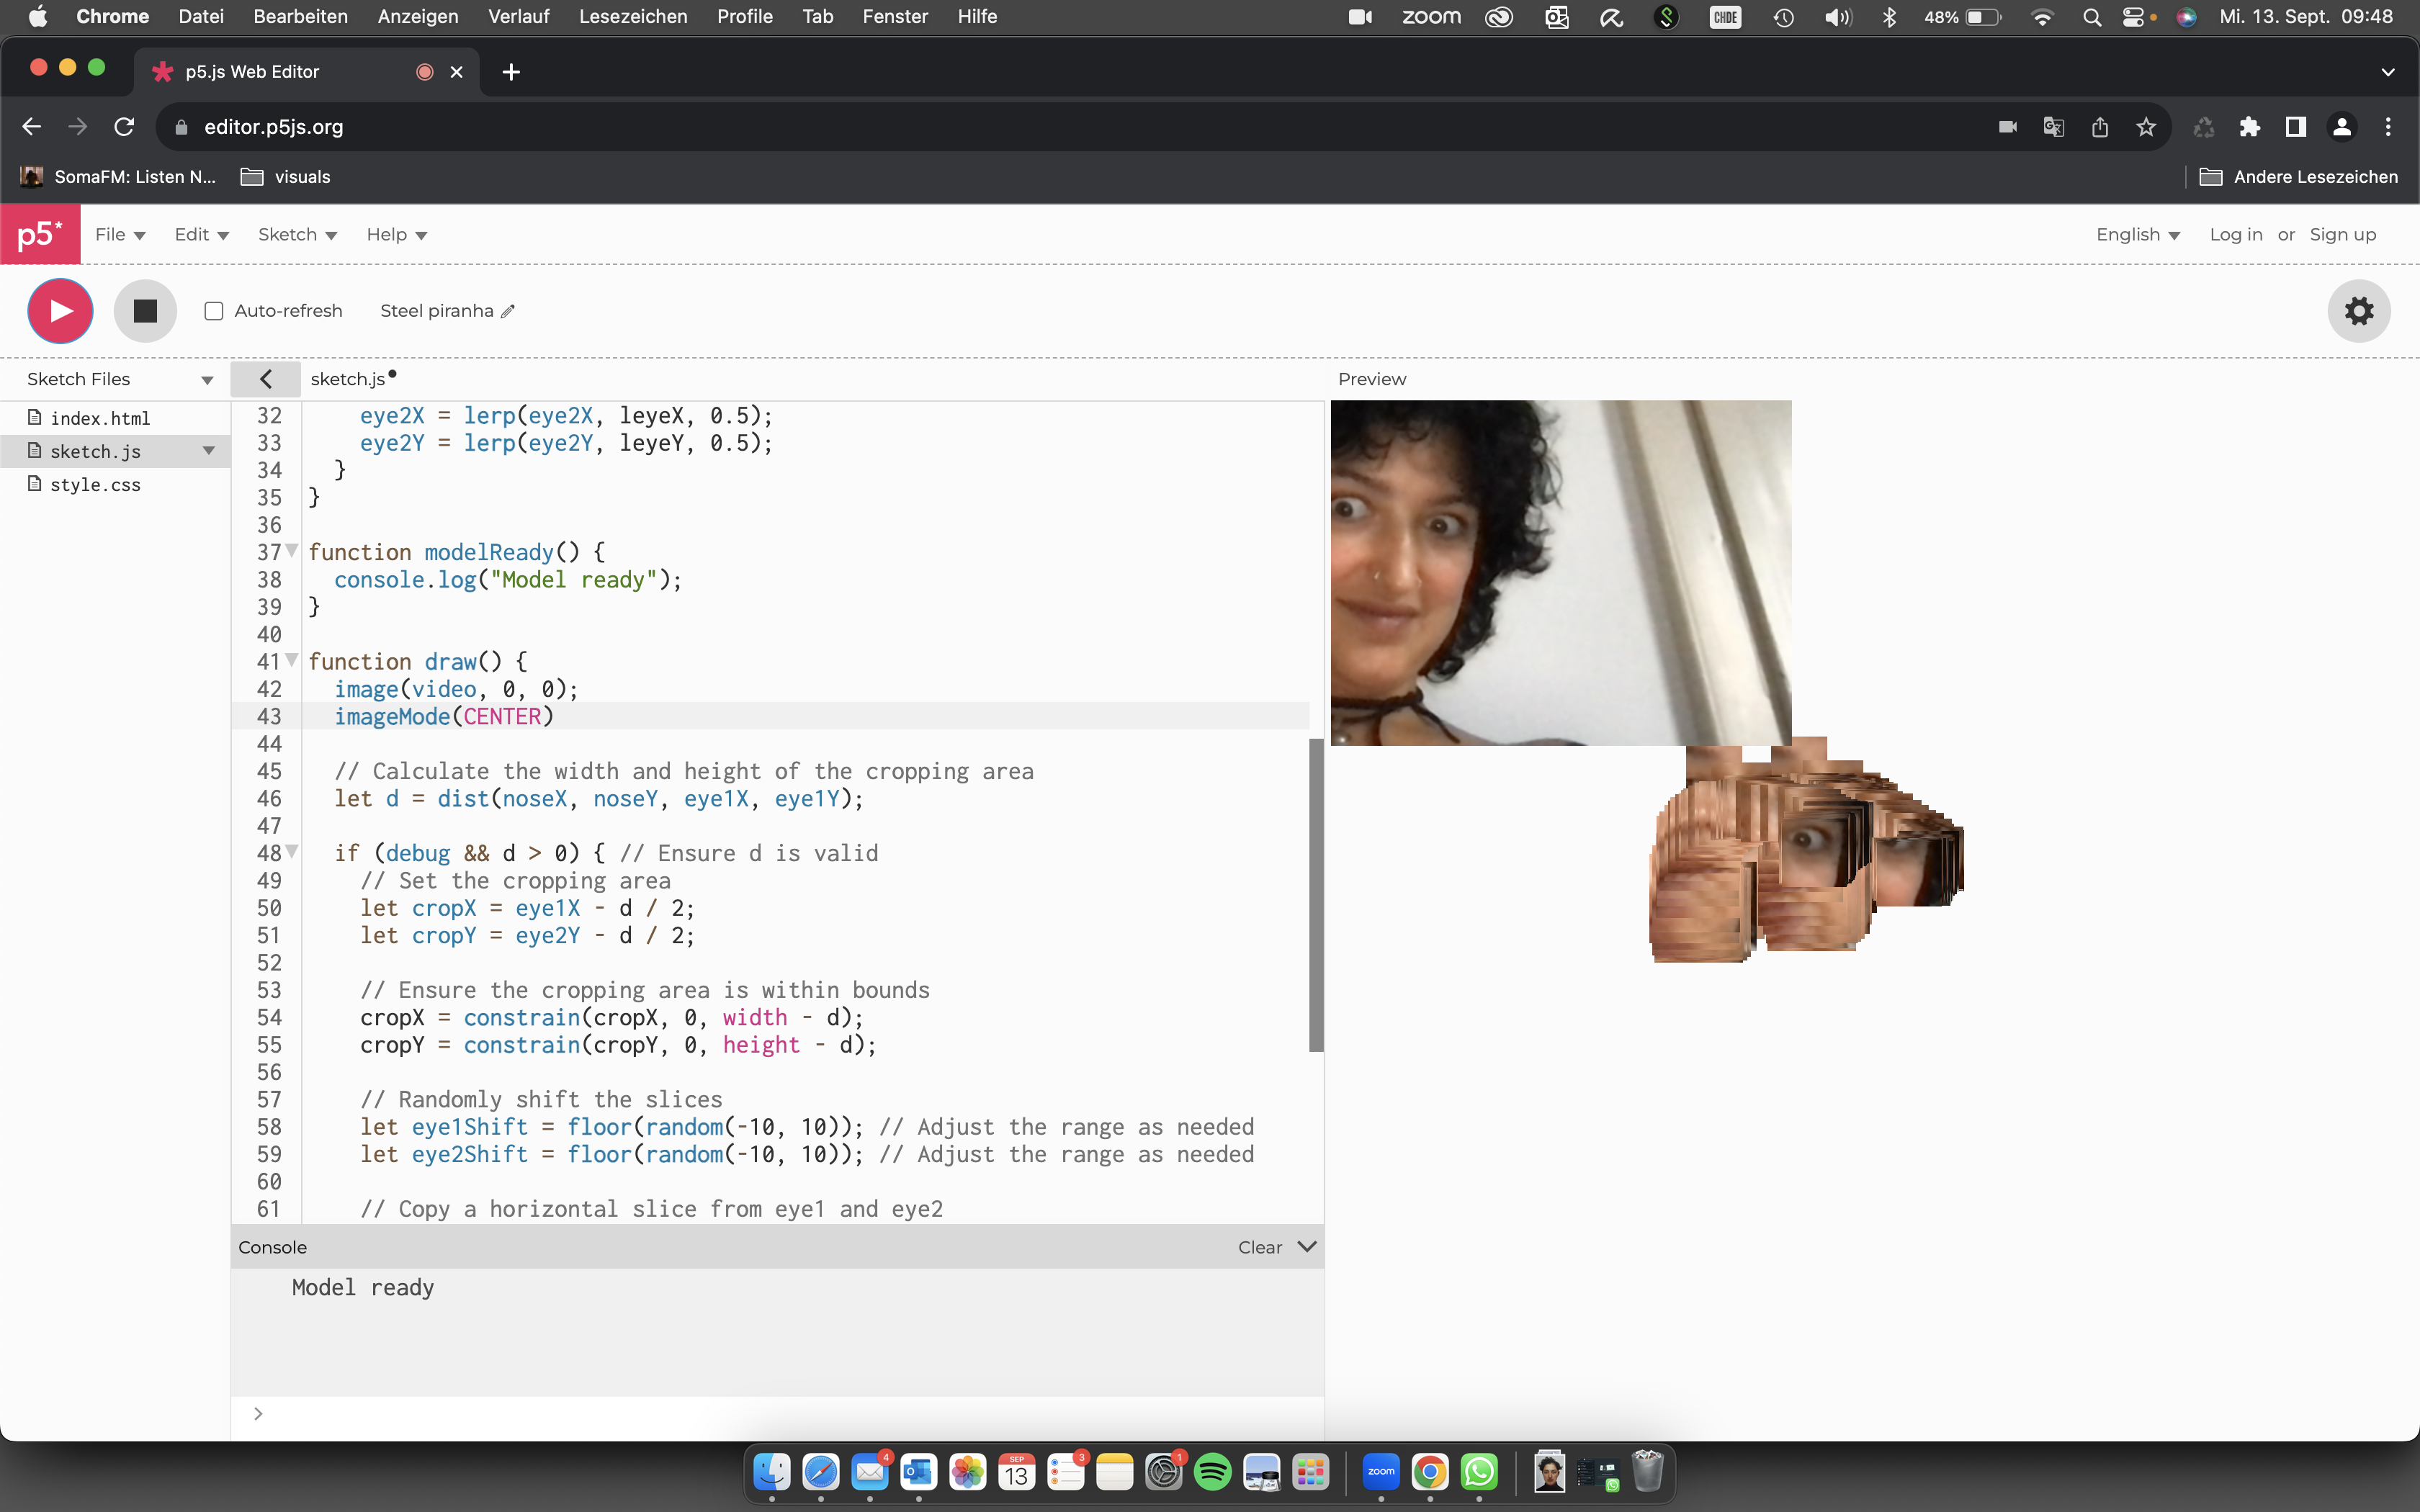 Chrome Datei Bearbeiten Anzeigen Verlauf Lesezeichen Profile Tab Fenster Hilfe zoom CHDE 48% Mi. 13. Sept. 09:48
p5.js Web Editor
editor.p5js.org
SomaFM: Listen N... visuals Andere Lesezeichen
p5* File Edit Sketch Help English Log in or Sign up
Auto-refresh Steel piranha
Sketch Files sketch.js Preview
index.html
sketch.js
style.css
32 eye2X = lerp(eye2X, leyeX, 0.5);
33 eye2Y = lerp(eye2Y, leyeY, 0.5);
34 }
35 }
36
37 function modelReady() {
38 console.log("Model ready");
39 }
40
41 function draw() {
42 image(video, 0, 0);
43 imageMode(CENTER)
44
45 // Calculate the width and height of the cropping area
46 let d = dist(noseX, noseY, eye1X, eye1Y);
47
48 if (debug && d > 0) { // Ensure d is valid
49 // Set the cropping area
50 let cropX = eye1X - d / 2;
51 let cropY = eye2Y - d / 2;
52
53 // Ensure the cropping area is within bounds
54 cropX = constrain(cropX, 0, width - d);
55 cropY = constrain(cropY, 0, height - d);
56
57 // Randomly shift the slices
58 let eye1Shift = floor(random(-10, 10)); // Adjust the range as needed
59 let eye2Shift = floor(random(-10, 10)); // Adjust the range as needed
60
61 // Copy a horizontal slice from eye1 and eye2
Console Clear
Model ready
>
4 SEP 13 3 1 zoom